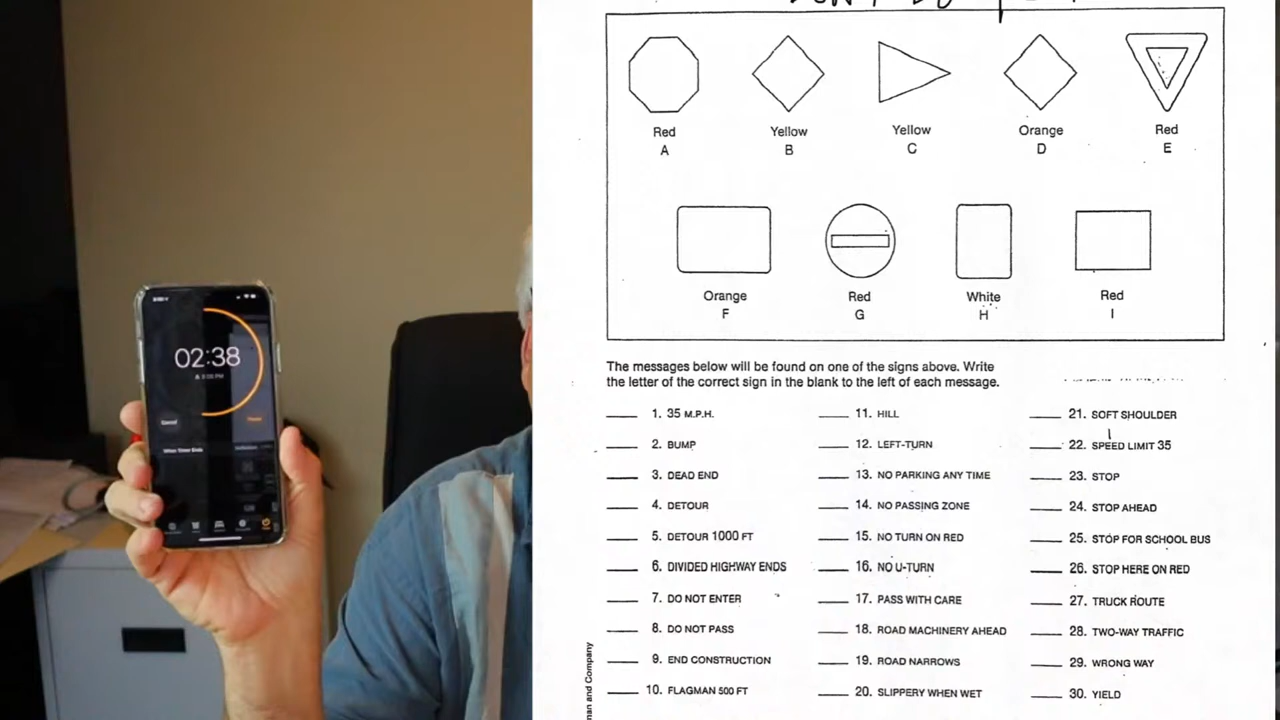 02:38
Cancel
When Timer Ends
Red
A
Yellow
B
Yellow
C
Orange
D
Red
E
Orange
F
Red
G
White
H
Red
I
The messages below will be found on one of the signs above. Write
the letter of the correct sign in the blank to the left of each message.
1. 35 M.P.H.
2. BUMP
3. DEAD END
4. DETOUR
5. DETOUR 1000 FT
6. DIVIDED HIGHWAY ENDS
7. DO NOT ENTER
8. DO NOT PASS
9. END CONSTRUCTION
10. FLAGMAN 500 FT
11. HILL
12. LEFT-TURN
13. NO PARKING ANY TIME
14. NO PASSING ZONE
15. NO TURN ON RED
16. NO U-TURN
17. PASS WITH CARE
18. ROAD MACHINERY AHEAD
19. ROAD NARROWS
20. SLIPPERY WHEN WET
21. SOFT SHOULDER
22. SPEED LIMIT 35
23. STOP
24. STOP AHEAD
25. STOP FOR SCHOOL BUS
26. STOP HERE ON RED
27. TRUCK ROUTE
28. TWO-WAY TRAFFIC
29. WRONG WAY
30. YIELD
and Company